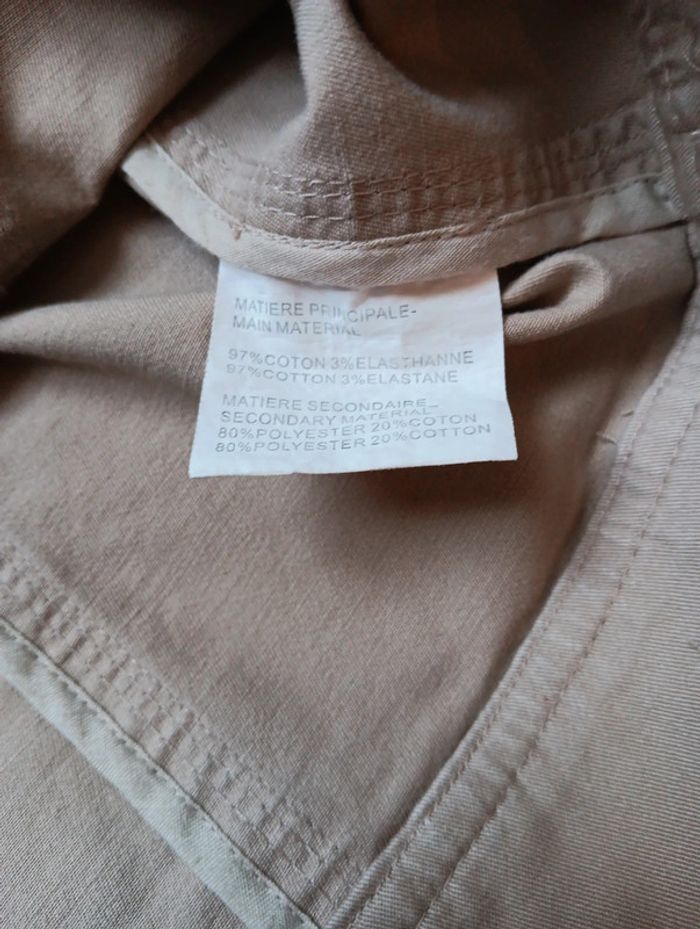 MATIERE PRINCIPALE-
MAIN MATERIAL
97%COTON 3%ELASTHANNE
97%COTTON 3%ELASTANE
MATIERE SECONDAIRE_
SECONDARY MATERIAL
80%POLYESTER 20%COTON
80%POLYESTER 20%COTTON